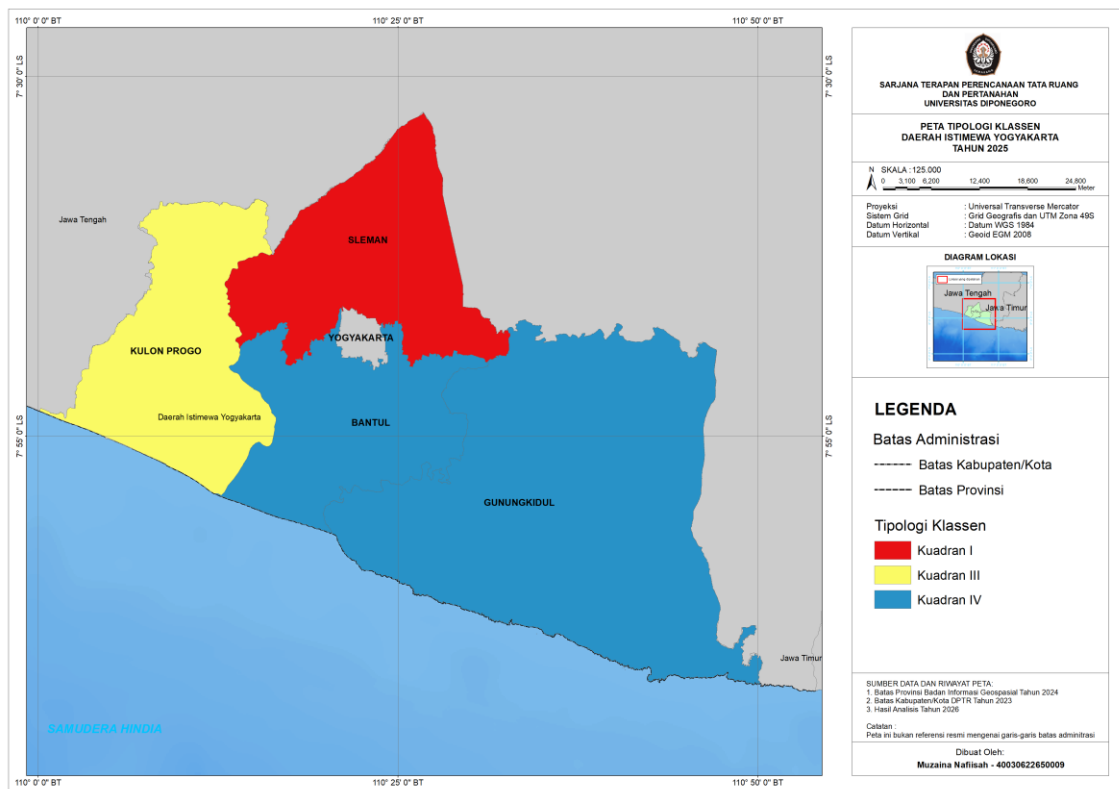 110° 0' 0" BT
110° 25' 0" BT
110° 50' 0" BT
7° 30' 0" LS
7° 30' 0" LS
Jawa Tengah
SLEMAN
YOGYAKARTA
KULON PROGO
Daerah Istimewa Yogyakarta
BANTUL
7° 55' 0" LS
7° 55' 0" LS
GUNUNGKIDUL
Jawa Timur
SAMUDERA HINDIA
110° 0' 0" BT
110° 25' 0" BT
110° 50' 0" BT
SARJANA TERAPAN PERENCANAAN TATA RUANG
DAN PERTANAHAN
UNIVERSITAS DIPONEGORO
PETA TIPOLOGI KLASSEN
DAERAH ISTIMEWA YOGYAKARTA
TAHUN 2025
N SKALA : 125.000
0 3,100 6,200 12,400 18,600 24,800
Meter
Proyeksi : Universal Transverse Mercator
Sistem Grid : Grid Geografis dan UTM Zona 49S
Datum Horizontal : Datum WGS 1984
Datum Vertikal : Geoid EGM 2008
DIAGRAM LOKASI
Jawa Tengah
Jawa Timur
LEGENDA
Batas Administrasi
Batas Kabupaten/Kota
Batas Provinsi
Tipologi Klassen
Kuadran I
Kuadran III
Kuadran IV
SUMBER DATA DAN RIWAYAT PETA:
1. Batas Provinsi Badan Informasi Geospasial Tahun 2024
2. Batas Kabupaten/Kota DPTR Tahun 2023
3. Hasil Analisis Tahun 2026
Catatan :
Peta ini bukan referensi resmi mengenai garis-garis batas adminitrasi
Dibuat Oleh:
Muzaina Nafiisah - 40030622650009